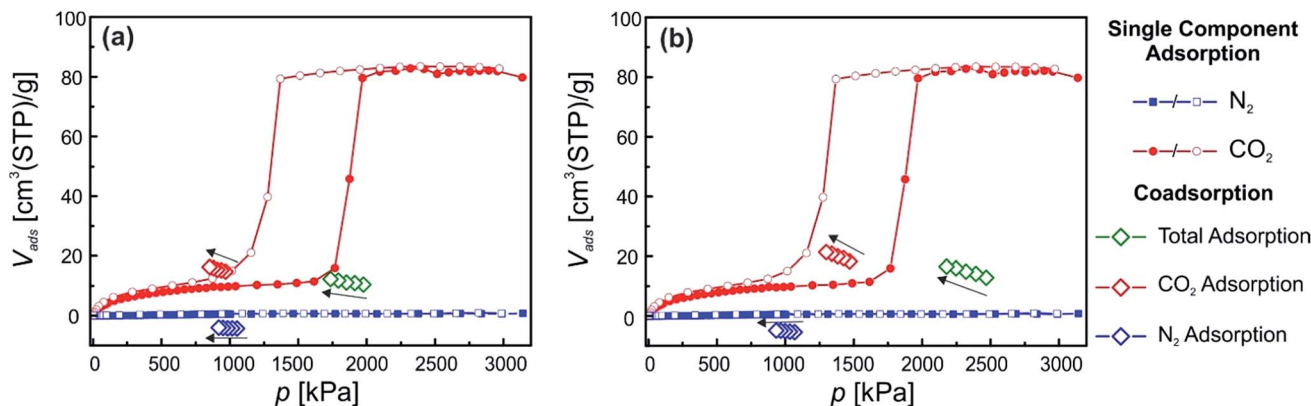 (a)
100
80
60
40
20
0
V_ads [cm³(STP)/g]
0 500 1000 1500 2000 2500 3000
p [kPa]
(b)
100
80
60
40
20
0
V_ads [cm³(STP)/g]
0 500 1000 1500 2000 2500 3000
p [kPa]
Single Component
Adsorption
/ N₂
/ CO₂
Coadsorption
Total Adsorption
CO₂ Adsorption
N₂ Adsorption